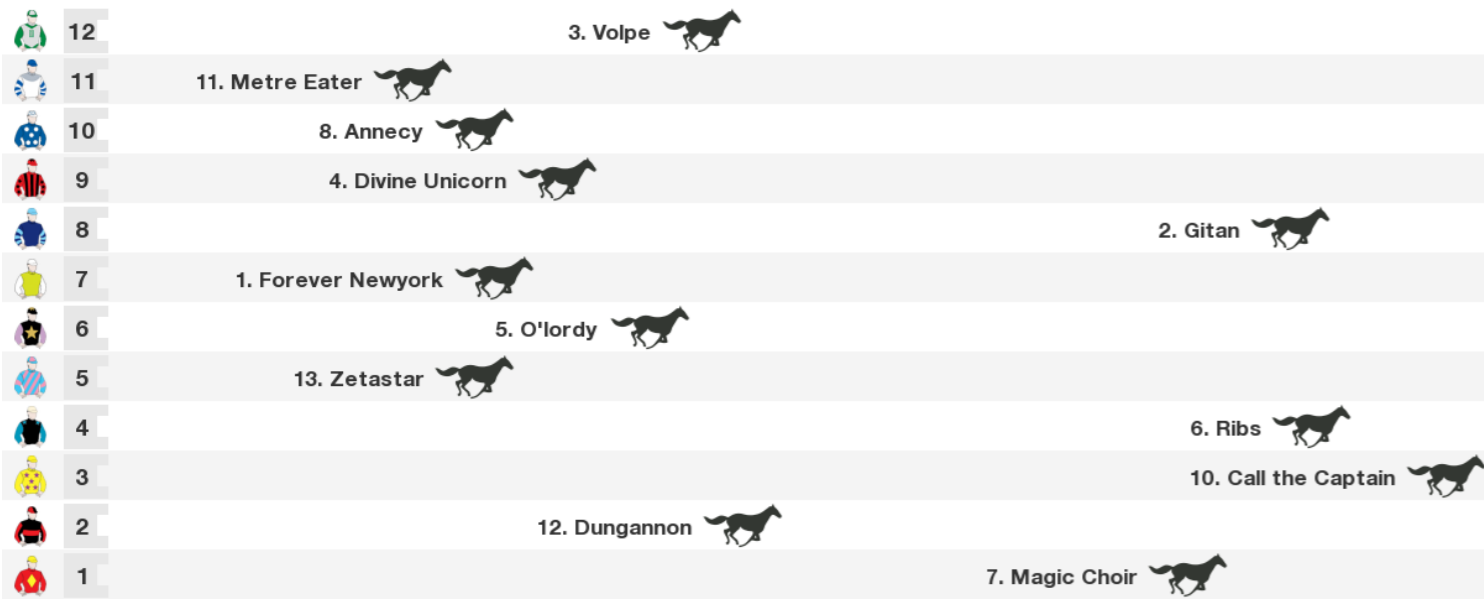 12 3. Volpe
11 11. Metre Eater
10 8. Annecy
9 4. Divine Unicorn
8 2. Gitan
7 1. Forever Newyork
6 5. O'lordy
5 13. Zetastar
4 6. Ribs
3 10. Call the Captain
2 12. Dungannon
1 7. Magic Choir